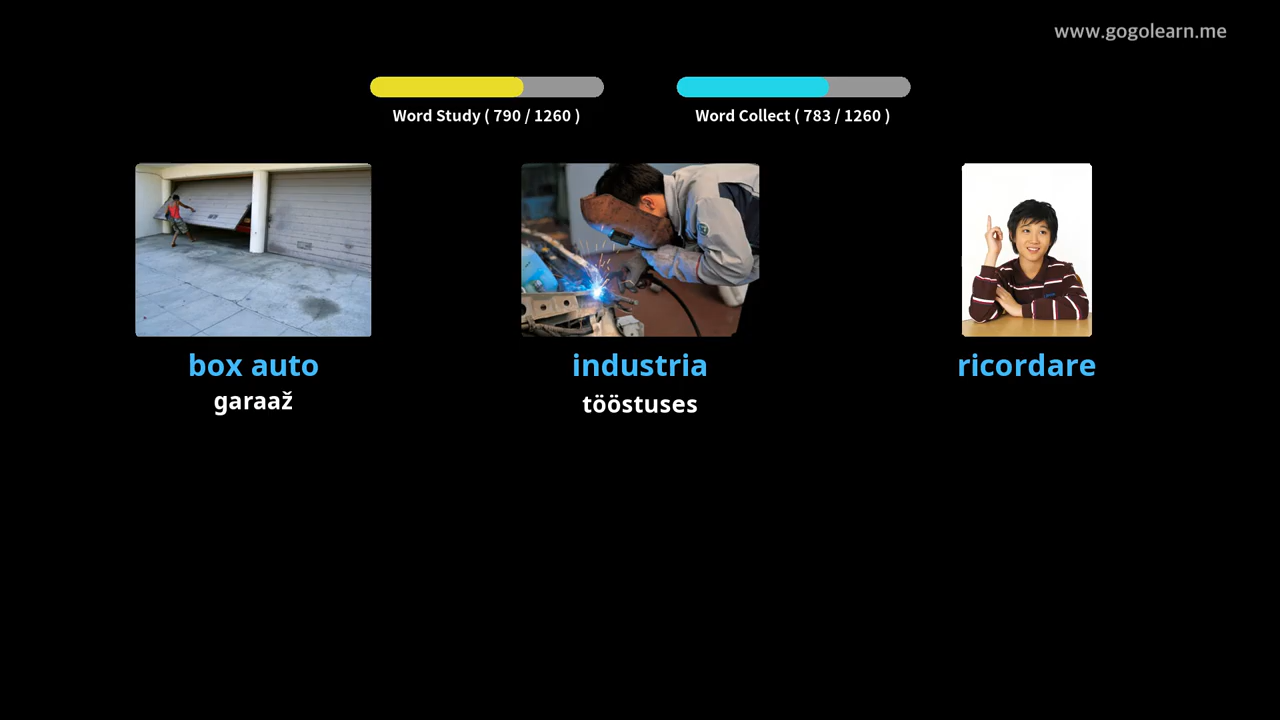 www.gogolearn.me
Word Study ( 790 / 1260 )
Word Collect ( 783 / 1260 )
box auto
garaaž
industria
tööstuses
ricordare